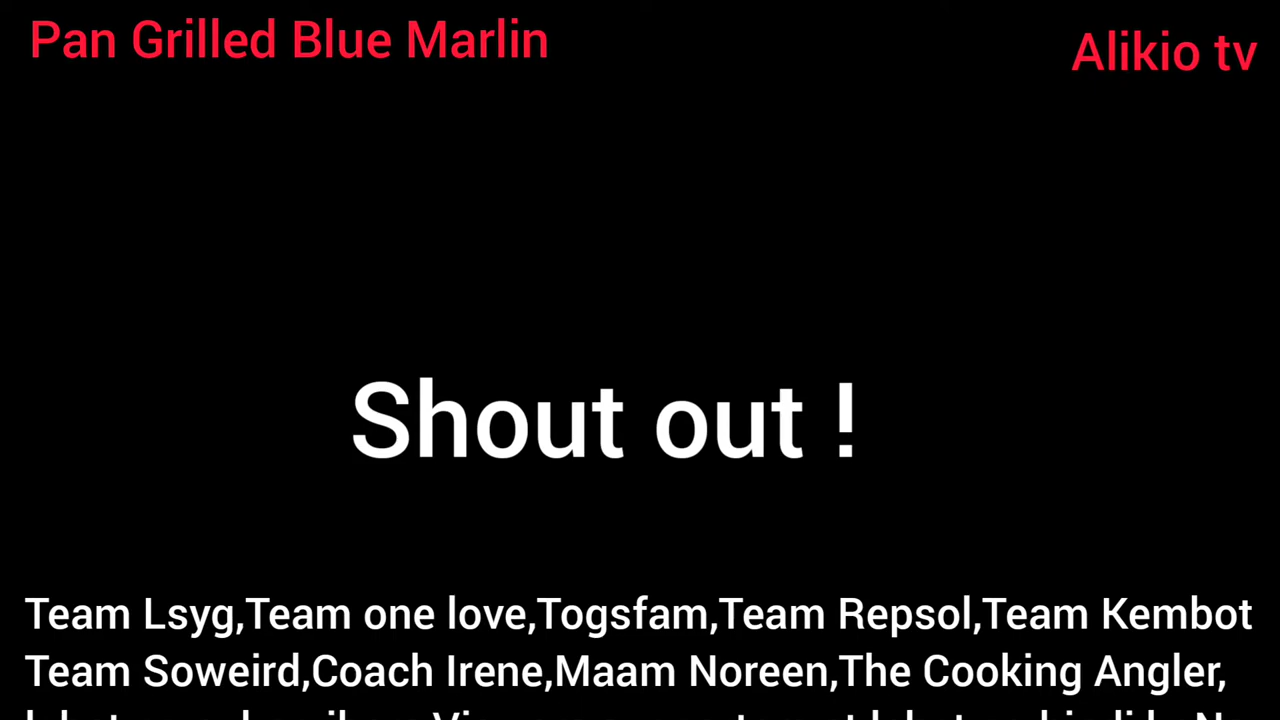 Pan Grilled Blue Marlin
Alikio tv
Shout out !
Team Lsyg,Team one love,Togsfam,Team Repsol,Team Kembot
Team Soweird,Coach Irene,Maam Noreen,The Cooking Angler,